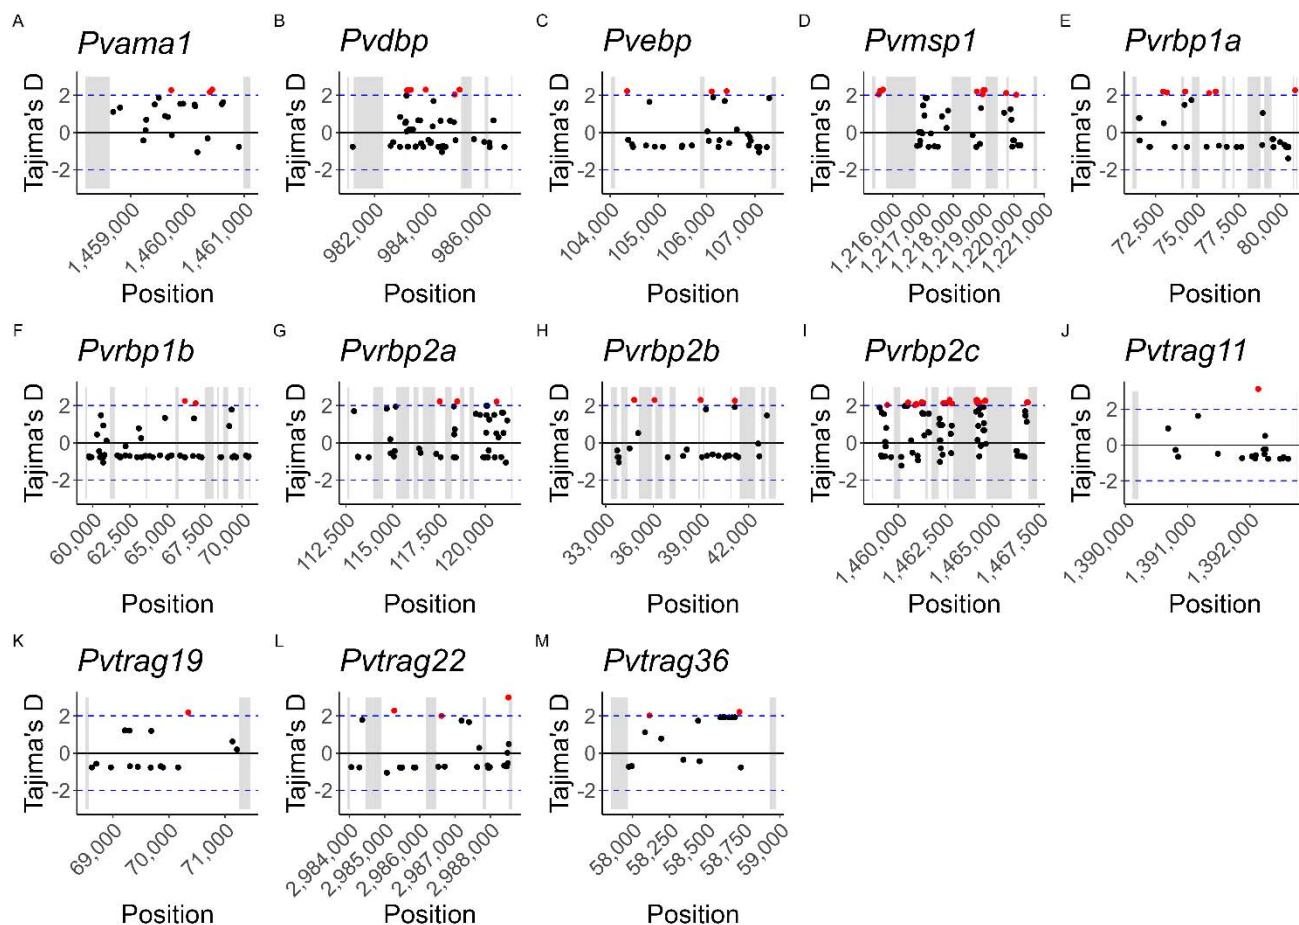 A
Pvama1
Tajima's D
2
0
-2
1,459,000
1,460,000
1,461,000
Position
B
Pvdbp
Tajima's D
2
0
-2
982,000
984,000
986,000
Position
C
Pvebp
Tajima's D
2
0
-2
104,000
105,000
106,000
107,000
Position
D
Pvmsp1
Tajima's D
2
0
-2
1,216,000
1,217,000
1,218,000
1,219,000
1,220,000
1,221,000
Position
E
Pvrbp1a
Tajima's D
2
0
-2
72,500
75,000
77,500
80,000
Position
F
Pvrbp1b
Tajima's D
2
0
-2
60,000
62,500
65,000
67,500
70,000
Position
G
Pvrbp2a
Tajima's D
2
0
-2
112,500
115,000
117,500
120,000
Position
H
Pvrbp2b
Tajima's D
2
0
-2
33,000
36,000
39,000
42,000
Position
I
Pvrbp2c
Tajima's D
2
0
-2
1,460,000
1,462,500
1,465,000
1,467,500
Position
J
Pvtrag11
Tajima's D
2
0
-2
1,390,000
1,391,000
1,392,000
Position
K
Pvtrag19
Tajima's D
2
0
-2
69,000
70,000
71,000
Position
L
Pvtrag22
Tajima's D
2
0
-2
2,984,000
2,985,000
2,986,000
2,987,000
2,988,000
Position
M
Pvtrag36
Tajima's D
2
0
-2
58,000
58,250
58,500
58,750
59,000
Position